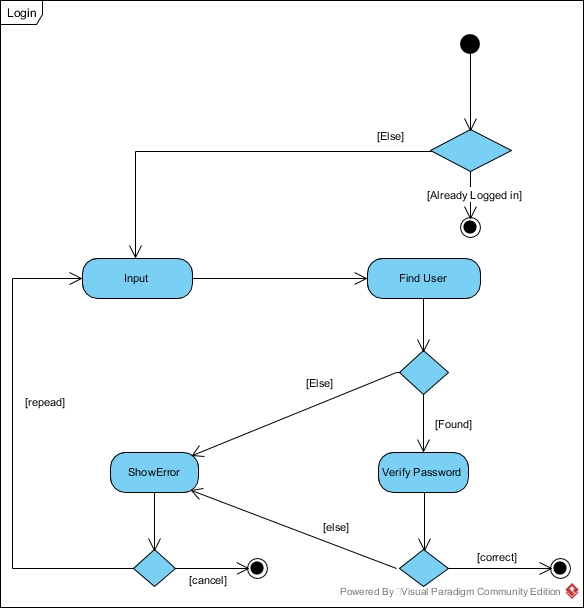 Login
[Else]
[Already Logged in]
Input
Find User
[Else]
[repead]
[Found]
ShowError
Verify Password
[else]
[correct]
[cancel]
Powered By Visual Paradigm Community Edition